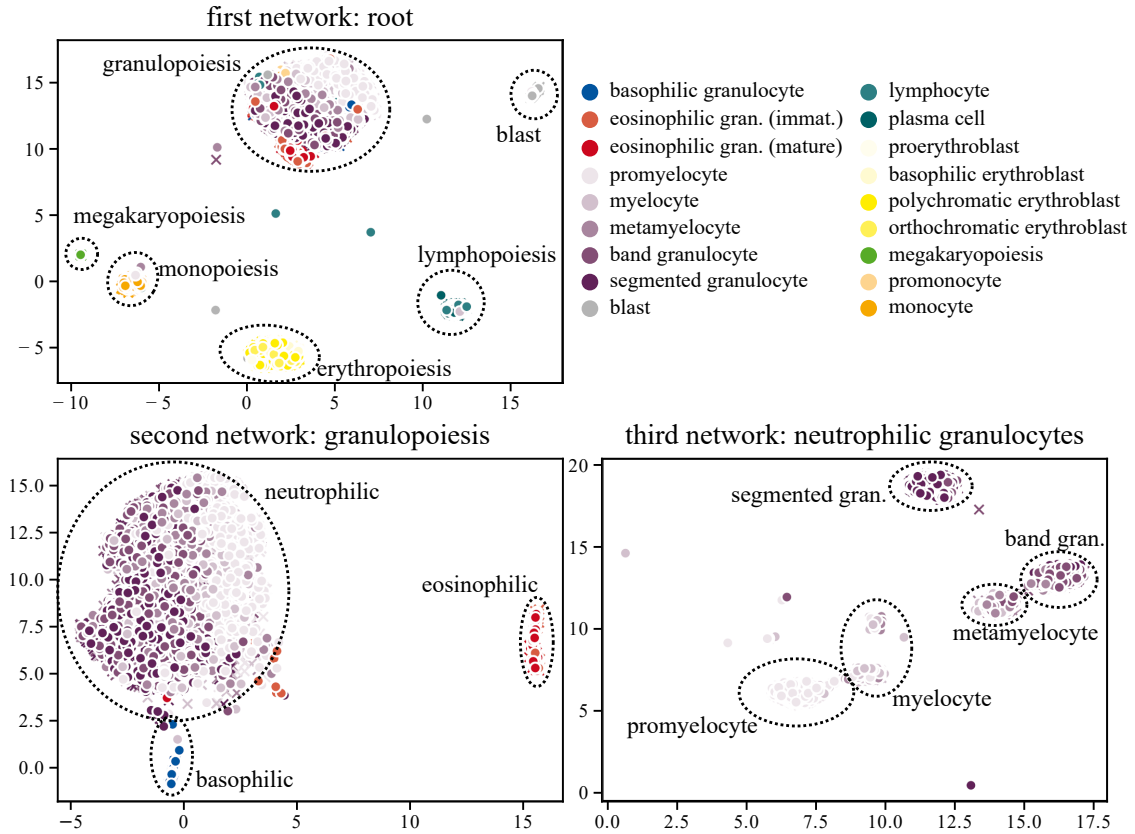 first network: root
granulopoiesis
blast
megakaryopoiesis
monopoiesis
lymphopoiesis
erythropoiesis
15
10
5
0
−5
−10
−5
0
5
10
15
basophilic granulocyte
eosinophilic gran. (immat.)
eosinophilic gran. (mature)
promyelocyte
myelocyte
metamyelocyte
band granulocyte
segmented granulocyte
blast
lymphocyte
plasma cell
proerythroblast
basophilic erythroblast
polychromatic erythroblast
orthochromatic erythroblast
megakaryopoiesis
promonocyte
monocyte
second network: granulopoiesis
neutrophilic
eosinophilic
basophilic
15.0
12.5
10.0
7.5
5.0
2.5
0.0
−5
0
5
10
15
third network: neutrophilic granulocytes
segmented gran.
band gran.
metamyelocyte
myelocyte
promyelocyte
20
15
10
5
0
0.0
2.5
5.0
7.5
10.0
12.5
15.0
17.5